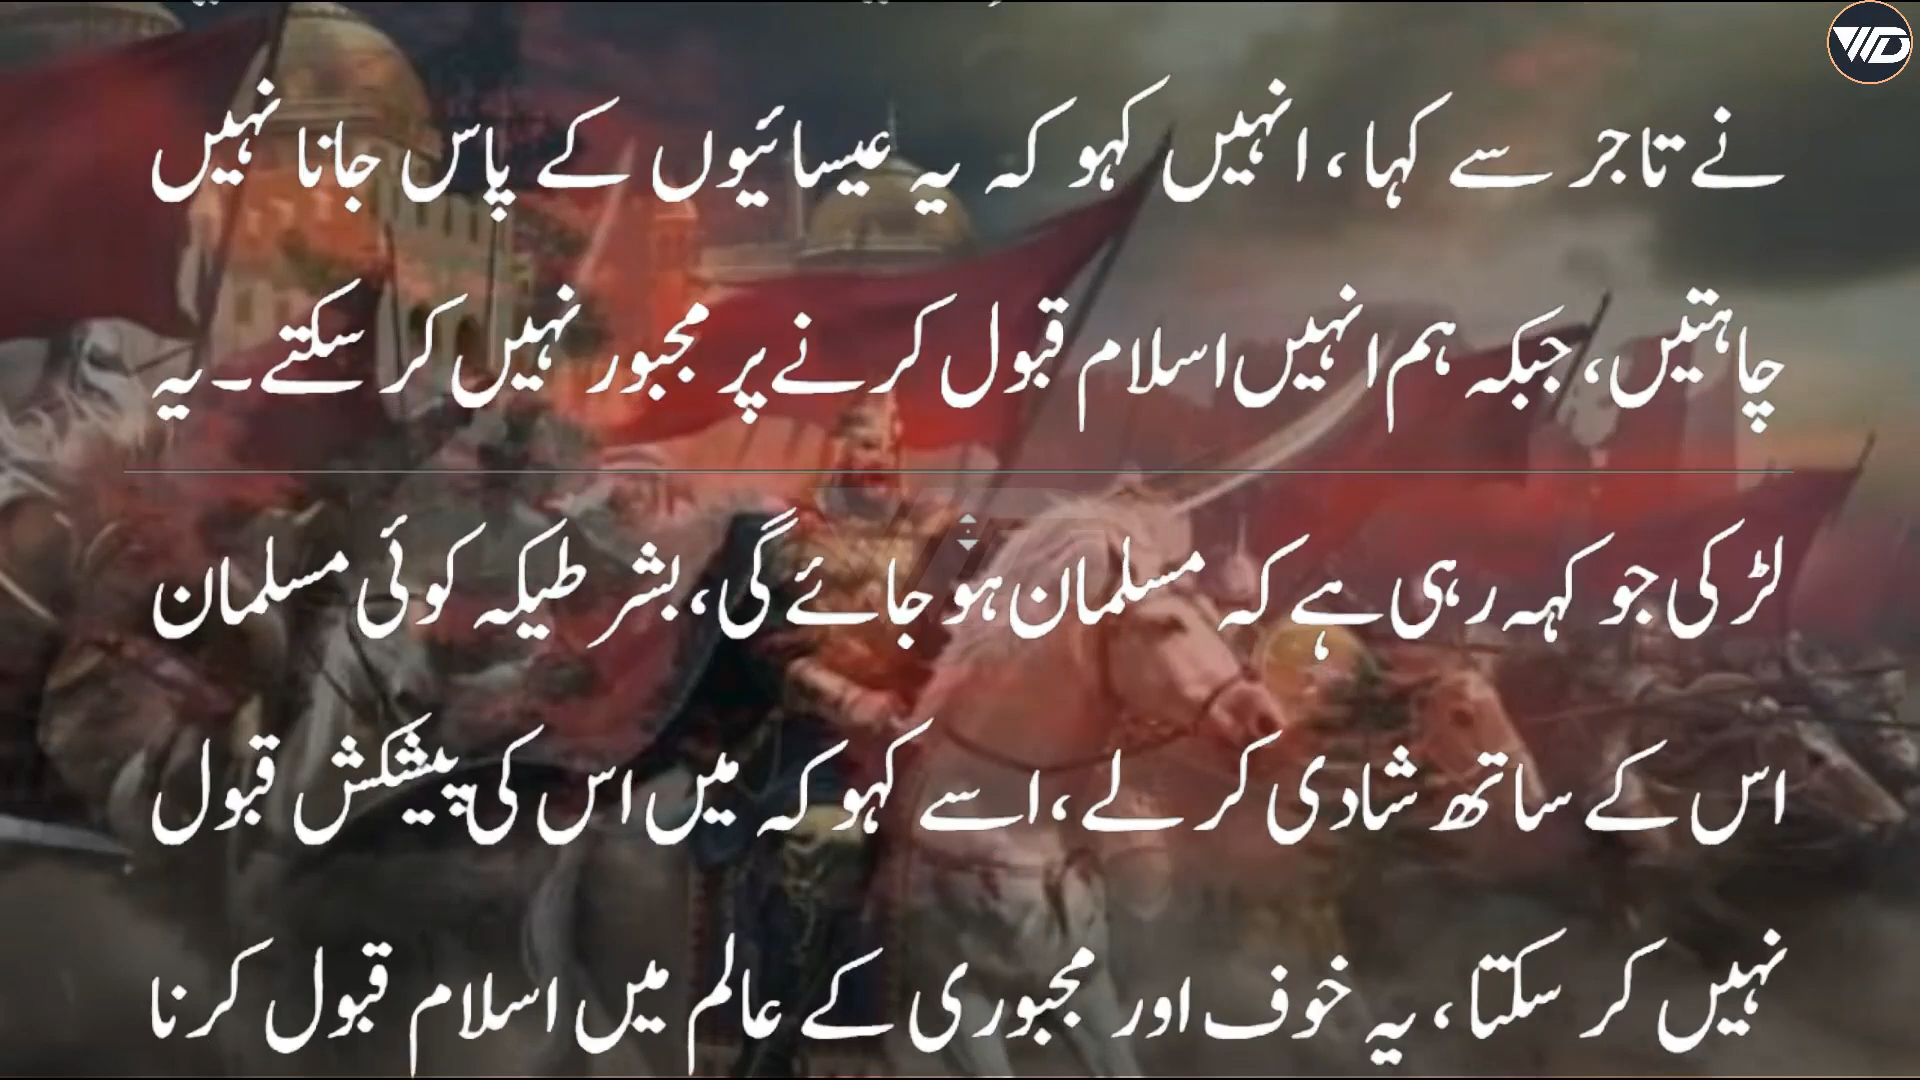 نے تاجر سے کہا، انہیں کہو کہ یہ عیسائیوں کے پاس جانا نہیں
چاہتیں، جبکہ ہم انہیں اسلام قبول کرنے پر مجبور نہیں کر سکتے۔ یہ
لڑکی جو کہہ رہی ہے کہ مسلمان ہو جائے گی، بشرطیکہ کوئی مسلمان
اس کے ساتھ شادی کر لے، اسے کہو کہ میں اس کی پیشکش قبول
نہیں کر سکتا، یہ خوف اور مجبوری کے عالم میں اسلام قبول کرنا